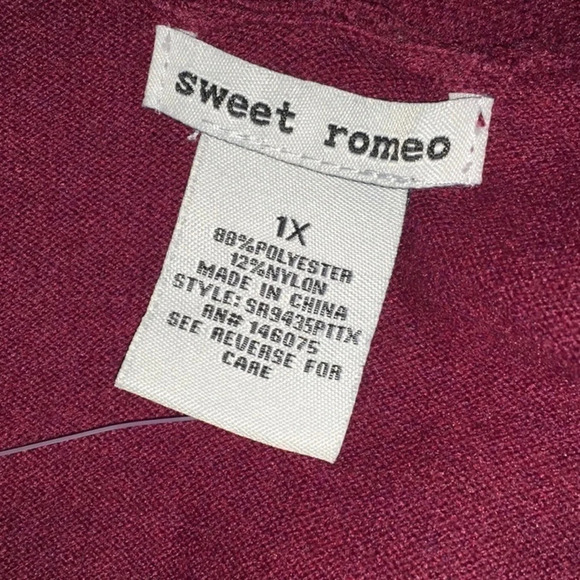 sweet romeo
1X
88%POLYESTER
12%NYLON
MADE IN CHINA
STYLE: SR9435PTTX
RN# 146075
SEE REVERSE FOR
CARE